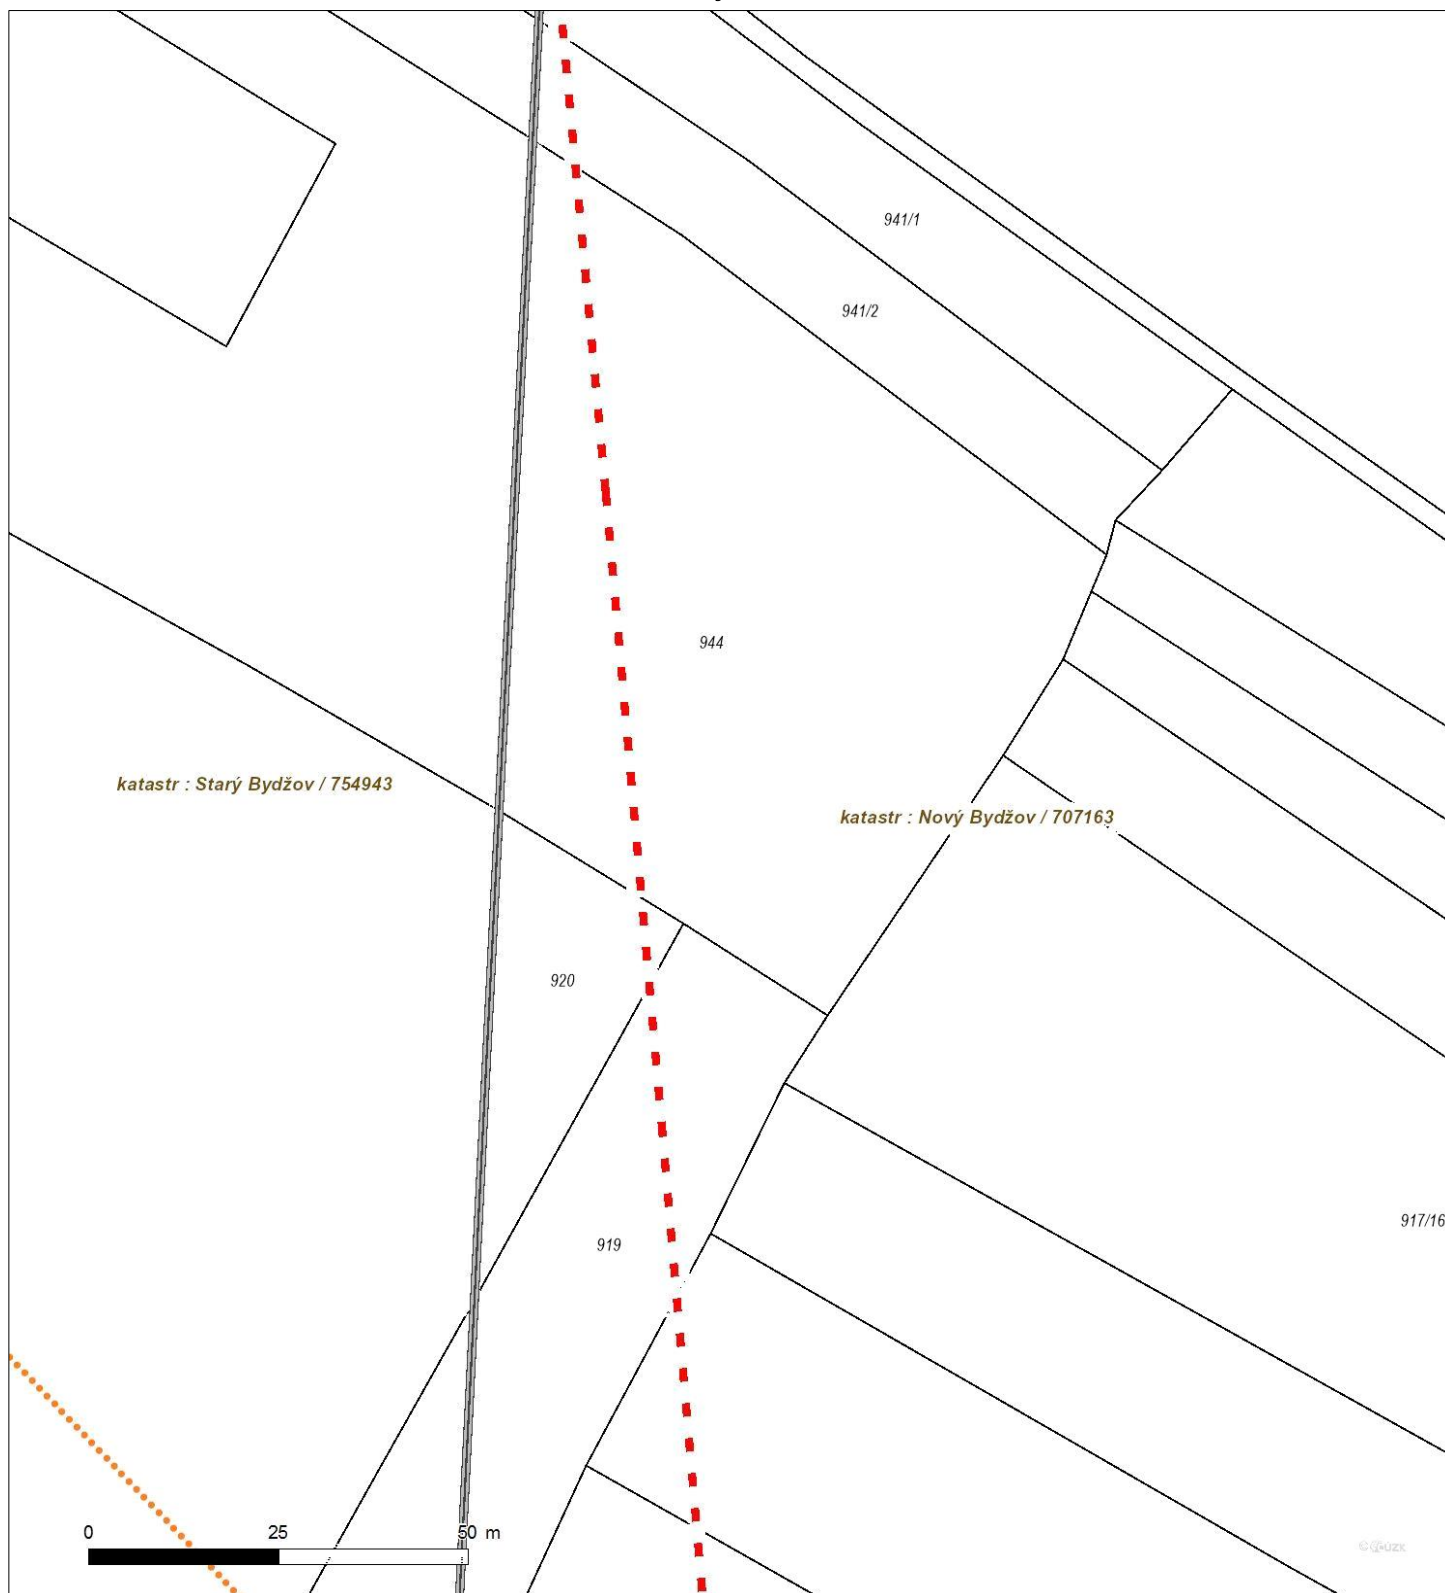 941/1
941/2
944
katastr : Starý Bydžov / 754943
katastr : Nový Bydžov / 707163
920
917/16
919
0 25 50 m